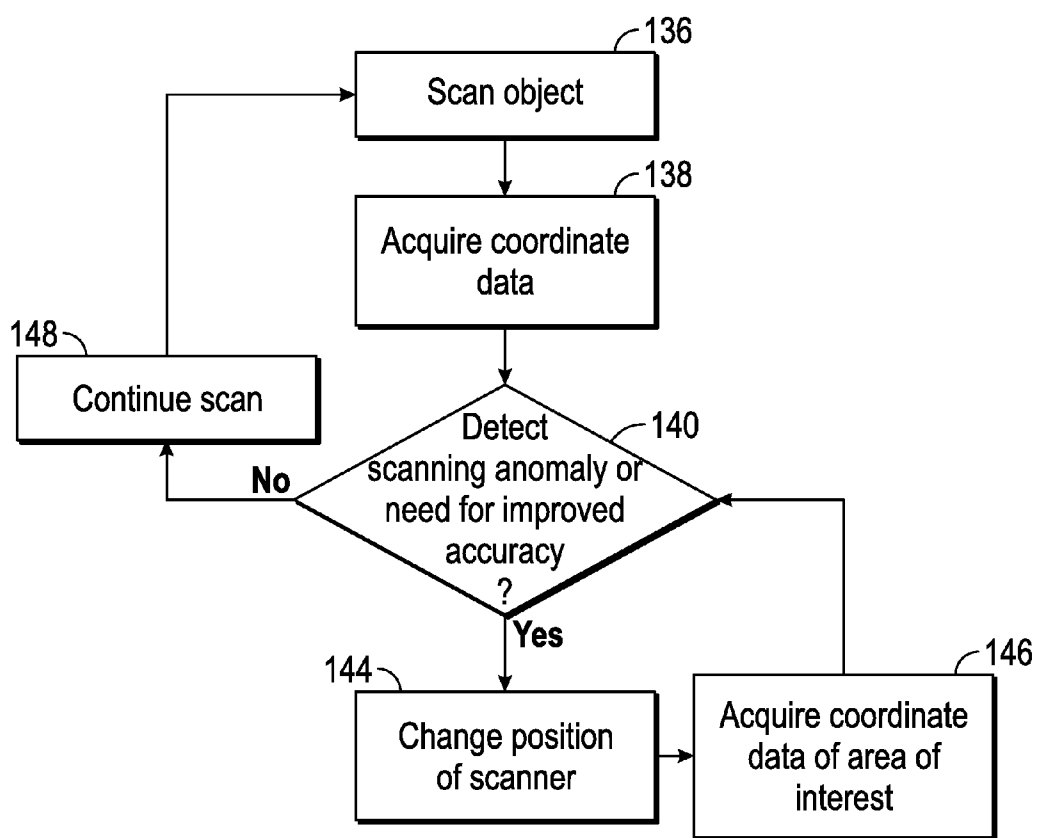 136
Scan object
138
Acquire coordinate
data
148
Continue scan
140
Detect
scanning anomaly or
need for improved
accuracy
?
No
Yes
144
Change position
of scanner
146
Acquire coordinate
data of area of
interest